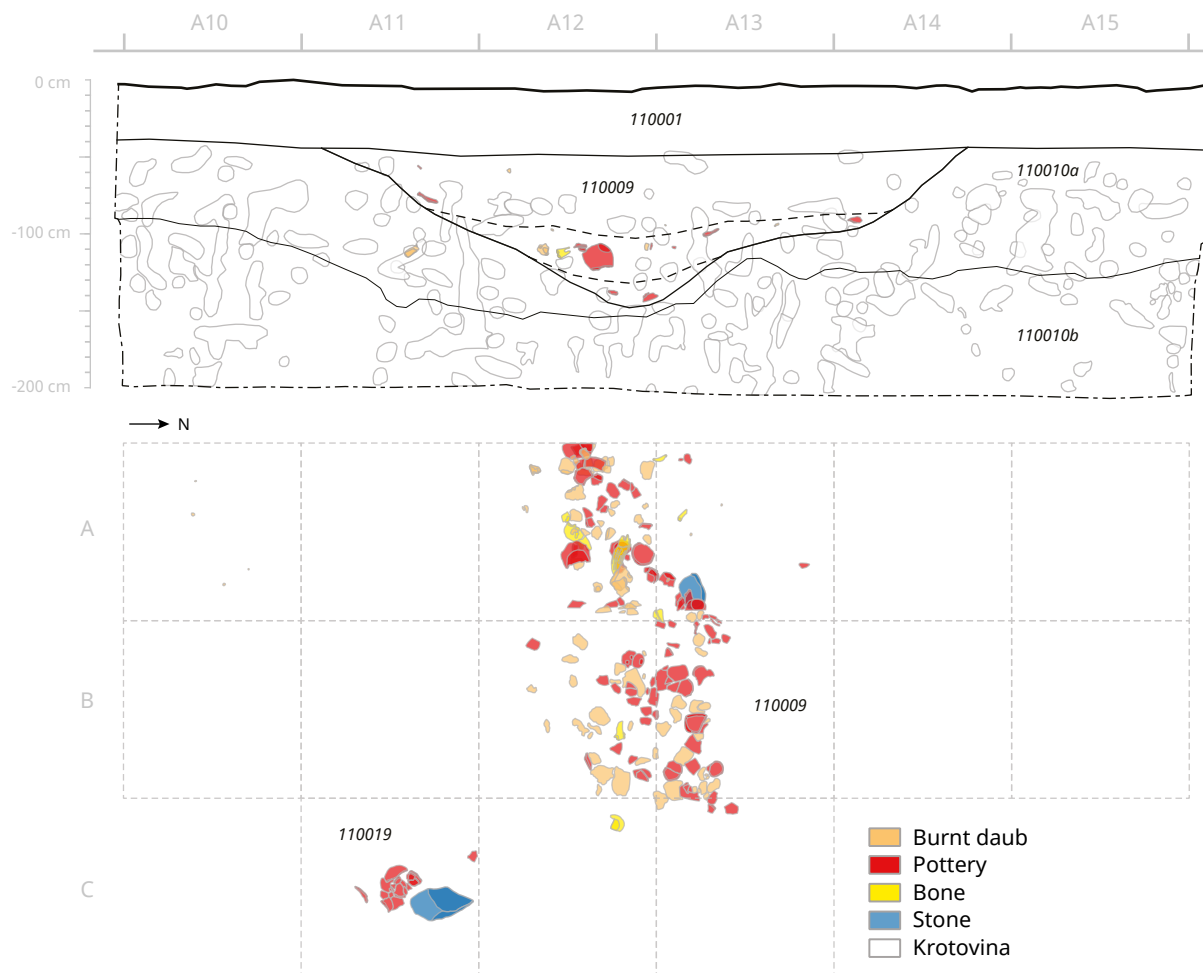 A10 A11 A12 A13 A14 A15
0 cm
110001
110010a
110009
-100 cm
110010b
-200 cm
N
A
B
110009
110019
C
Burnt daub
Pottery
Bone
Stone
Krotovina